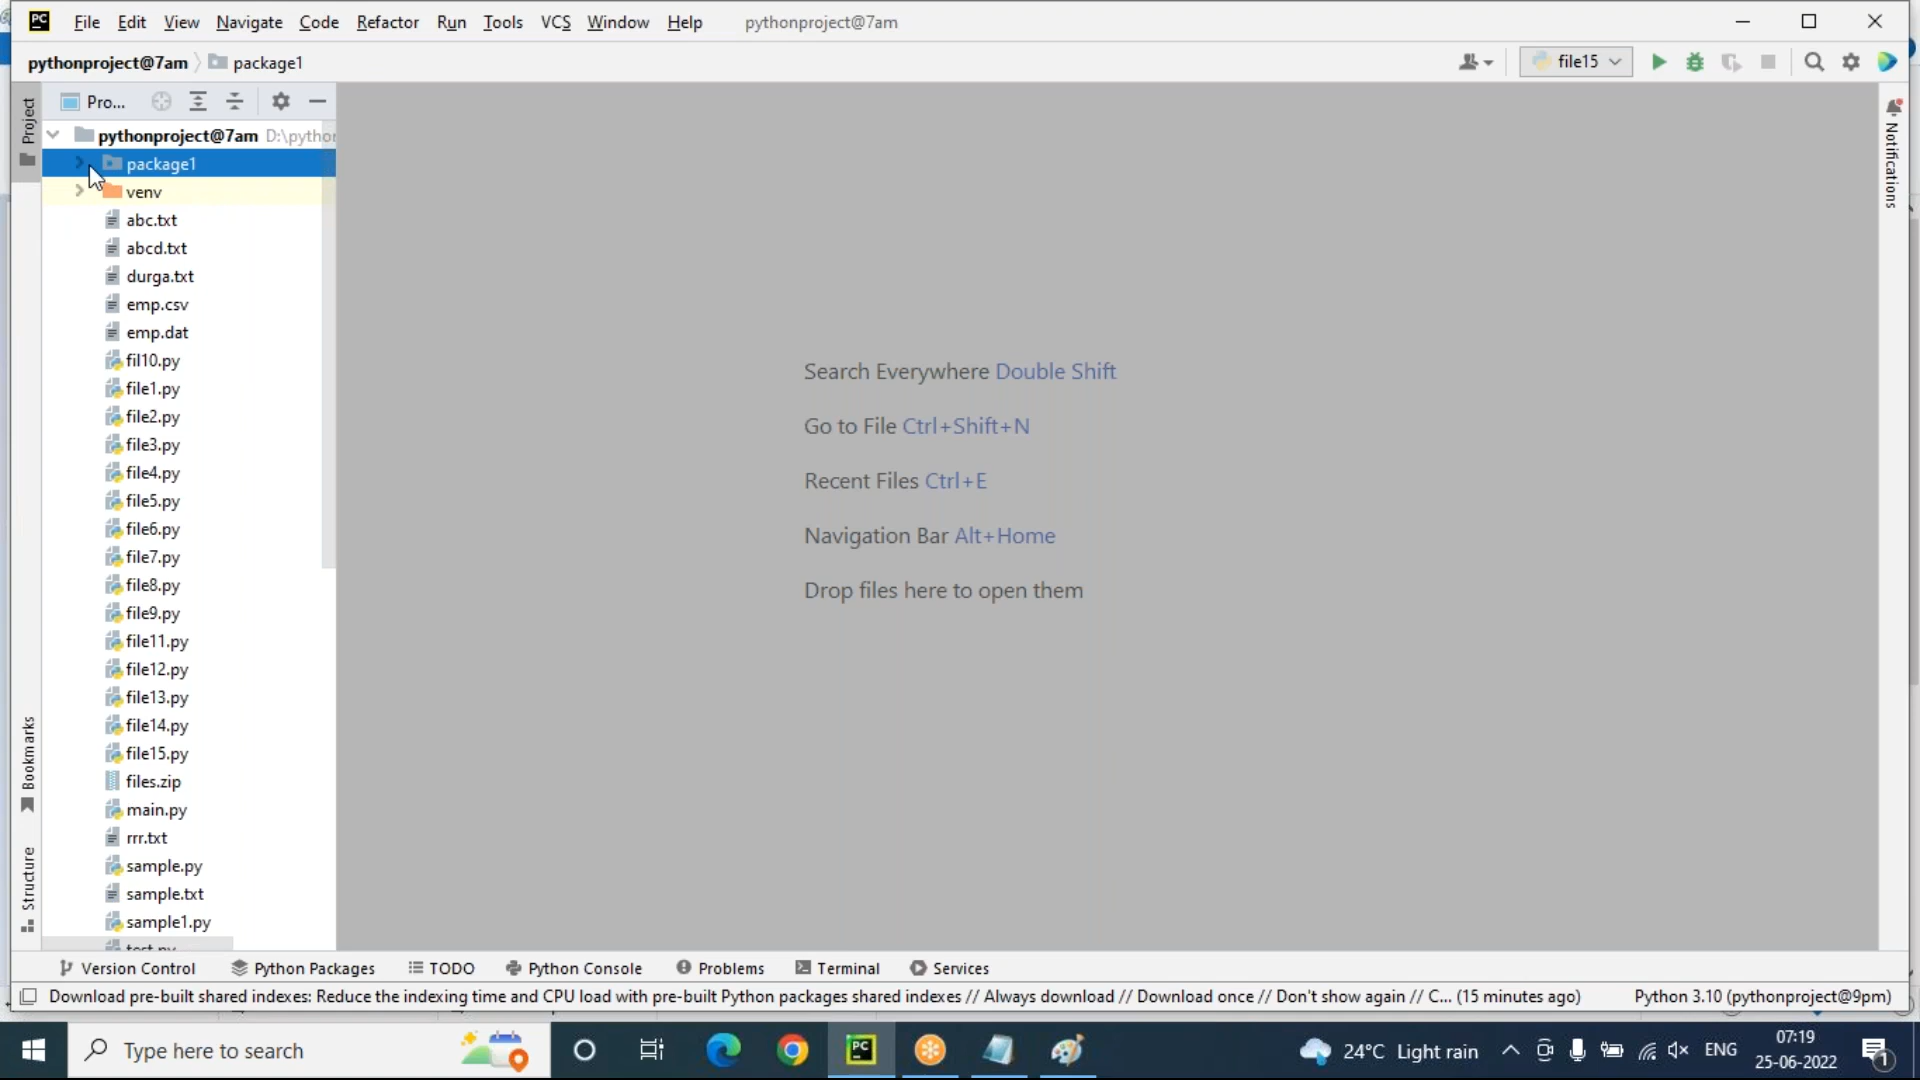 PC File Edit View Navigate Code Refactor Run Tools VCS Window Help pythonproject@7am
pythonproject@7am package1 file15
Project
Pro...
pythonproject@7am D:\python
package1
venv
abc.txt
abcd.txt
durga.txt
emp.csv
emp.dat
fil10.py
file1.py
file2.py
file3.py
file4.py
file5.py
file6.py
file7.py
file8.py
file9.py
file11.py
file12.py
file13.py
file14.py
file15.py
files.zip
main.py
rrr.txt
sample.py
sample.txt
sample1.py
test.py
Bookmarks
Structure
Search Everywhere Double Shift
Go to File Ctrl+Shift+N
Recent Files Ctrl+E
Navigation Bar Alt+Home
Drop files here to open them
Notifications
Version Control Python Packages TODO Python Console Problems Terminal Services
Download pre-built shared indexes: Reduce the indexing time and CPU load with pre-built Python packages shared indexes // Always download // Download once // Don't show again // C... (15 minutes ago) Python 3.10 (pythonproject@9pm)
Type here to search PC 24°C Light rain ENG
07:19
25-06-2022
1